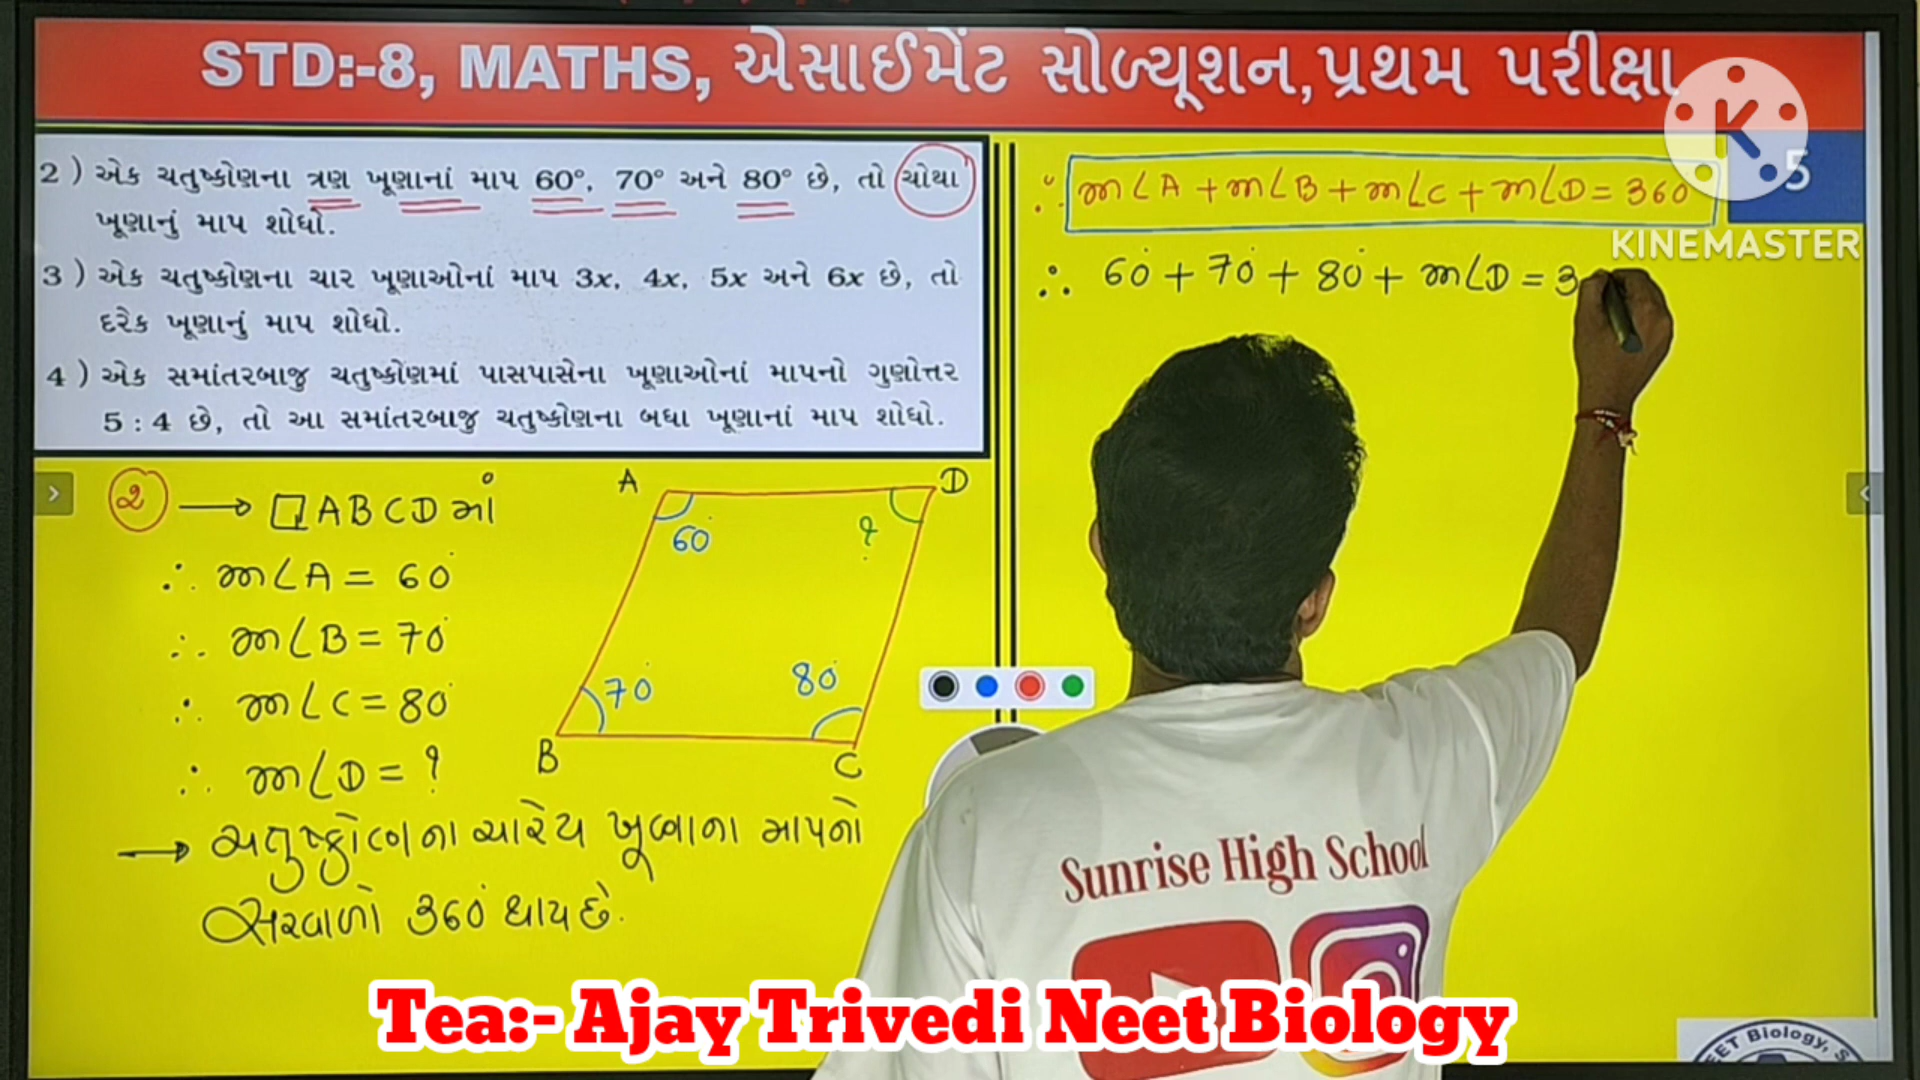 STD:-8, MATHS, એસાઈમેંટ સોળ્યૂશન,પ્રથમ પરીક્ષા
K
5
KINEMASTER
2 ) એક ચતુષ્કોણના ત્રણ ખૂણાનાં માપ 60°, 70° અને 80° છે, તો ચોથા
ખૂણાનું માપ શોધો.
3 ) એક ચતુષ્કોણના ચાર ખૂણાઓનાં માપ 3x, 4x, 5x અને 6x છે, તો
દરેક ખૂણાનું માપ શોધો.
4 ) એક સમાંતરબાજુ ચતુષ્કોણમાં પાસપાસેના ખૂણાઓનાં માપનો ગુણોત્તર
5 : 4 છે, તો આ સમાંતરબાજુ ચતુષ્કોણના બધા ખૂણાનાં માપ શોધો.
2 → □ABCD માં
∴ m∠A = 60°
∴ m∠B = 70°
∴ m∠C = 80°
∴ m∠D = ?
→ ચતુષ્કોણના ચારેય ખૂણાના માપનો
સરવાળો 360° થાય છે.
A
D
60°
?
70°
80°
B
C
∴ m∠A + m∠B + m∠C + m∠D = 360
∴ 60° + 70° + 80° + m∠D = 3
Sunrise High School
Tea:- Ajay Trivedi Neet Biology
EET Biology, S